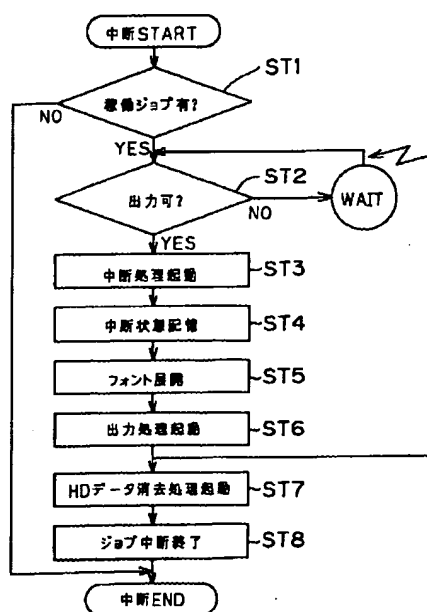 中断START
稼働ジョブ有?
ST1
NO
YES
出力可?
ST2
NO
WAIT
YES
中断処理起動
ST3
中断状態記憶
ST4
フォント展開
ST5
出力処理起動
ST6
HDデータ消去処理起動
ST7
ジョブ中断終了
ST8
中断END